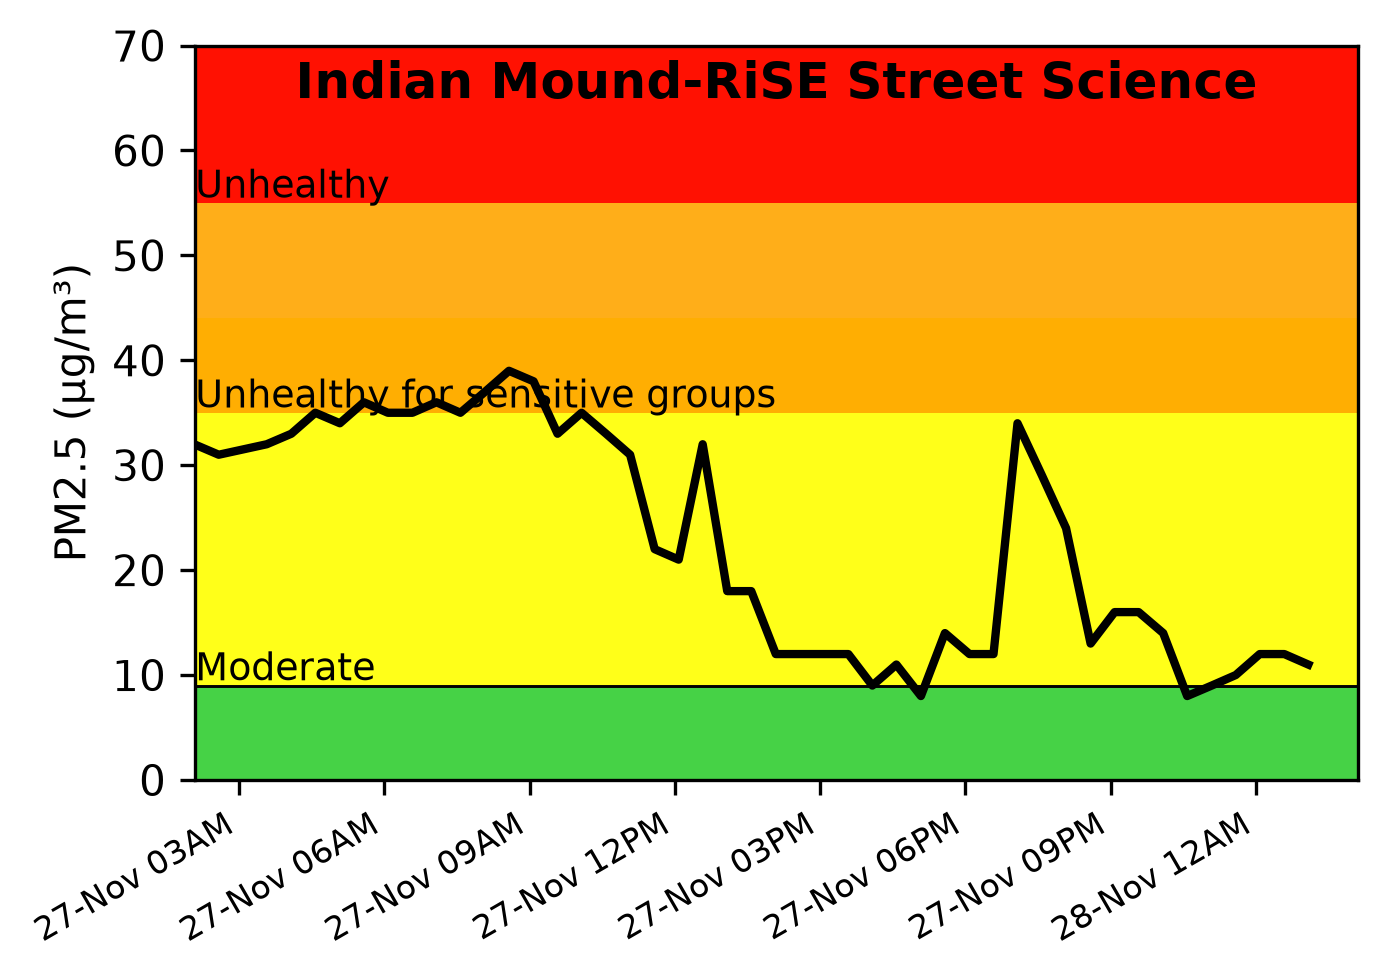 Indian Mound-RiSE Street Science
70
60
Unhealthy
50
40
Unhealthy for sensitive groups
30
20
Moderate
10
0
PM2.5 (µg/m³)
27-Nov 03AM
27-Nov 06AM
27-Nov 09AM
27-Nov 12PM
27-Nov 03PM
27-Nov 06PM
27-Nov 09PM
28-Nov 12AM